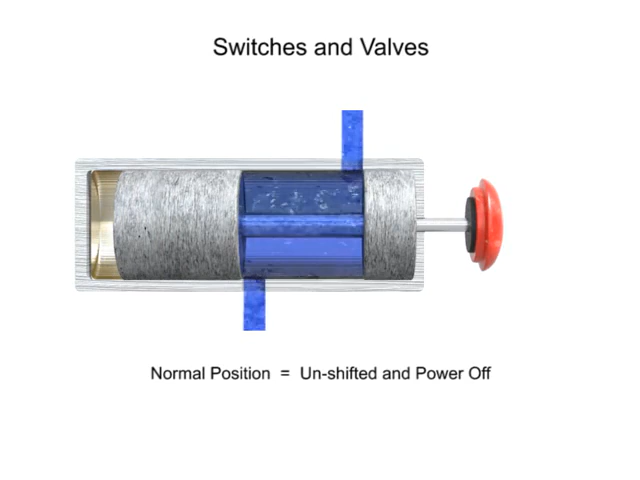 Switches and Valves
Normal Position = Un-shifted and Power Off